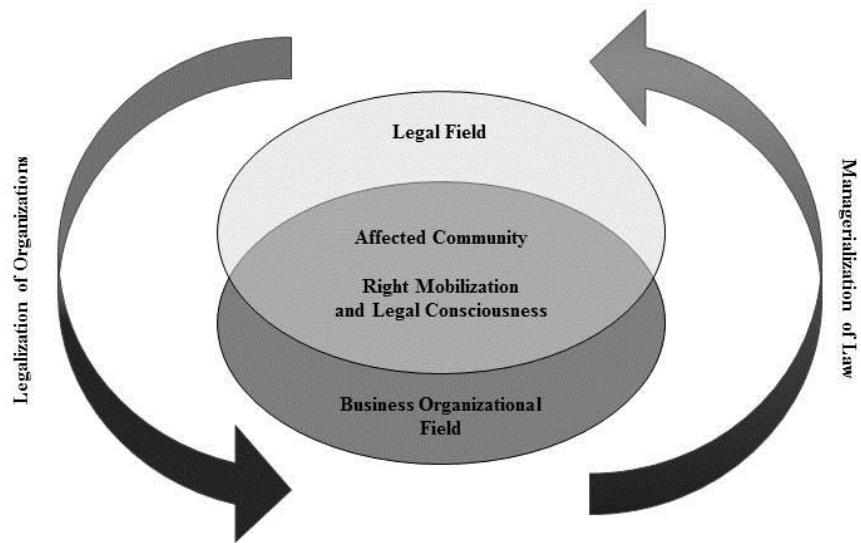 Legal Field
Affected Community
Right Mobilization
and Legal Consciousness
Business Organizational
Field
Legalization of Organizations
Managerialization of Law